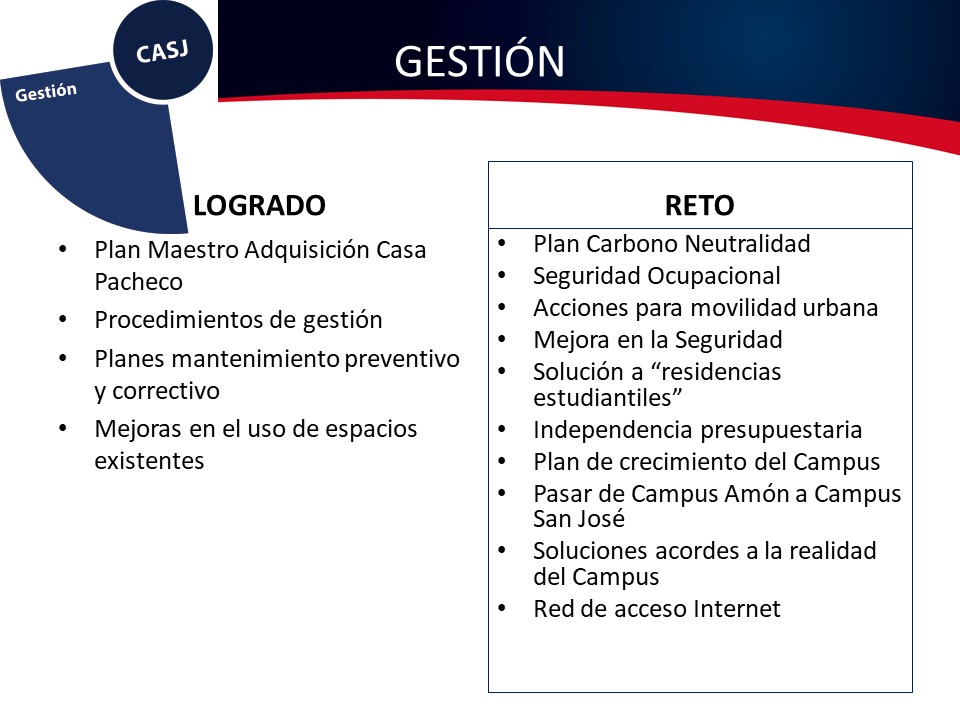 CASJ
Gestión
GESTIÓN
LOGRADO
• Plan Maestro Adquisición Casa
Pacheco
• Procedimientos de gestión
• Planes mantenimiento preventivo
y correctivo
• Mejoras en el uso de espacios
existentes
RETO
• Plan Carbono Neutralidad
• Seguridad Ocupacional
• Acciones para movilidad urbana
• Mejora en la Seguridad
• Solución a “residencias
estudiantiles”
• Independencia presupuestaria
• Plan de crecimiento del Campus
• Pasar de Campus Amón a Campus
San José
• Soluciones acordes a la realidad
del Campus
• Red de acceso Internet